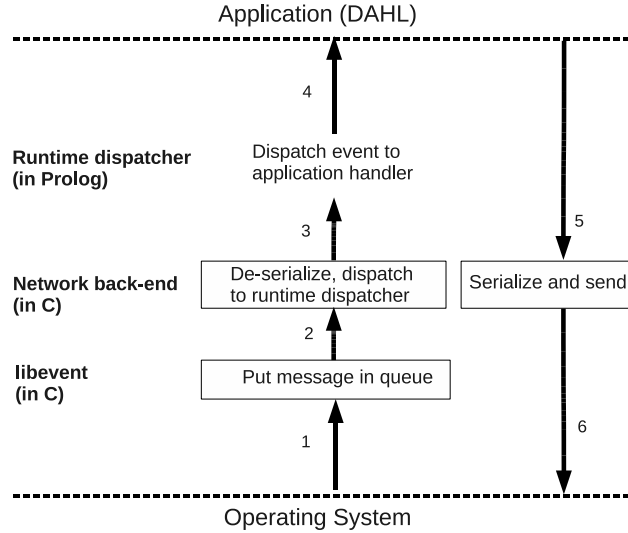 Application (DAHL)
4
Runtime dispatcher
(in Prolog)
Dispatch event to
application handler
3
5
Network back-end
(in C)
De-serialize, dispatch
to runtime dispatcher
Serialize and send
2
libevent
(in C)
Put message in queue
1
6
Operating System